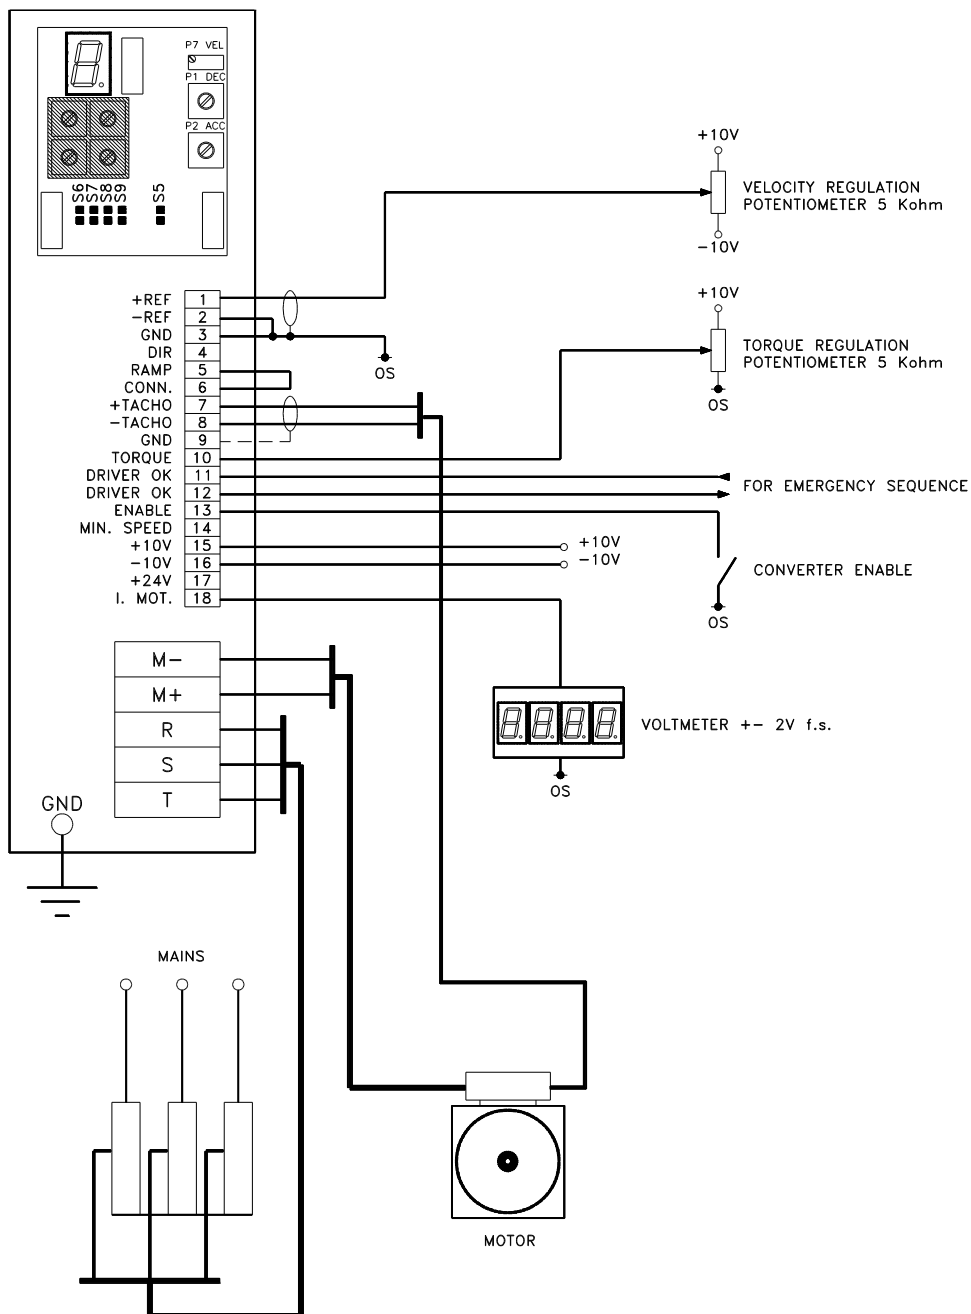 P7 VEL
P1 DEC
P2 ACC
S6 S7 S8 S9 S5
+10V
VELOCITY REGULATION
POTENTIOMETER 5 Kohm
-10V
+REF 1
-REF 2
GND 3
DIR 4
RAMP 5
CONN. 6
+TACHO 7
-TACHO 8
GND 9
TORQUE 10
DRIVER OK 11
DRIVER OK 12
ENABLE 13
MIN. SPEED 14
+10V 15
-10V 16
+24V 17
I. MOT. 18
OS
+10V
TORQUE REGULATION
POTENTIOMETER 5 Kohm
OS
FOR EMERGENCY SEQUENCE
+10V
-10V
CONVERTER ENABLE
OS
M-
M+
R
S
T
VOLTMETER +- 2V f.s.
OS
GND
MAINS
MOTOR